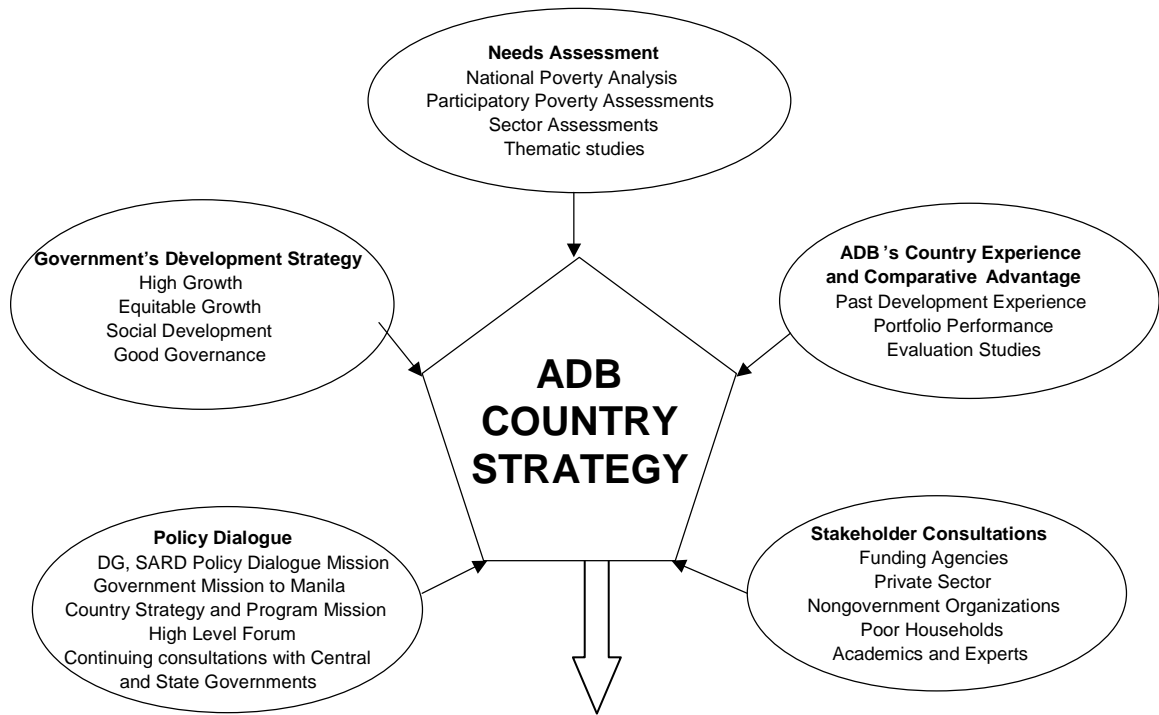 Needs Assessment
National Poverty Analysis
Participatory Poverty Assessments
Sector Assessments
Thematic studies
Government's Development Strategy
High Growth
Equitable Growth
Social Development
Good Governance
ADB's Country Experience
and Comparative Advantage
Past Development Experience
Portfolio Performance
Evaluation Studies
ADB
COUNTRY
STRATEGY
Policy Dialogue
DG, SARD Policy Dialogue Mission
Government Mission to Manila
Country Strategy and Program Mission
High Level Forum
Continuing consultations with Central
and State Governments
Stakeholder Consultations
Funding Agencies
Private Sector
Nongovernment Organizations
Poor Households
Academics and Experts